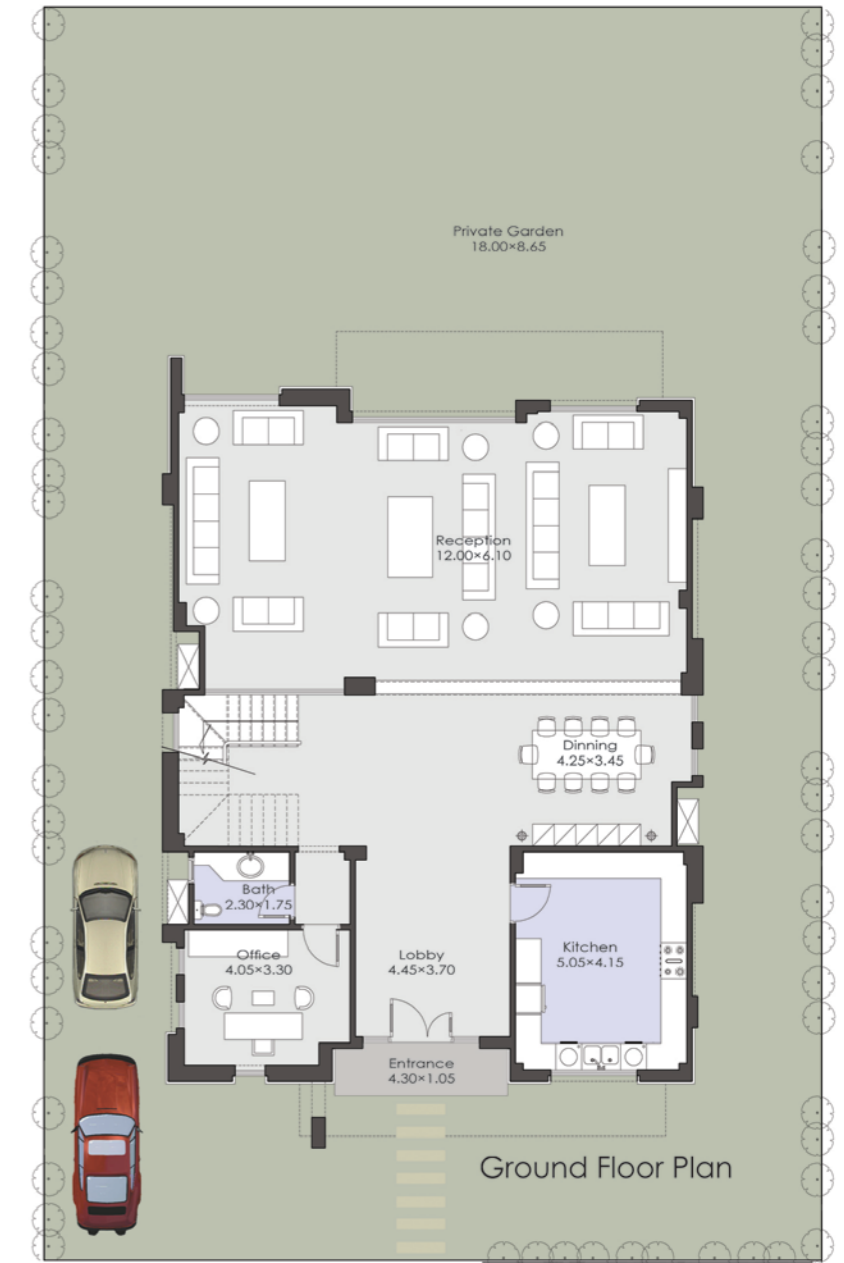 Private Garden
18.00×8.65
Reception
12.00×6.10
Dinning
4.25×3.45
Bath
2.30×1.75
Office
4.05×3.30
Lobby
4.45×3.70
Kitchen
5.05×4.15
Entrance
4.30×1.05
Ground Floor Plan